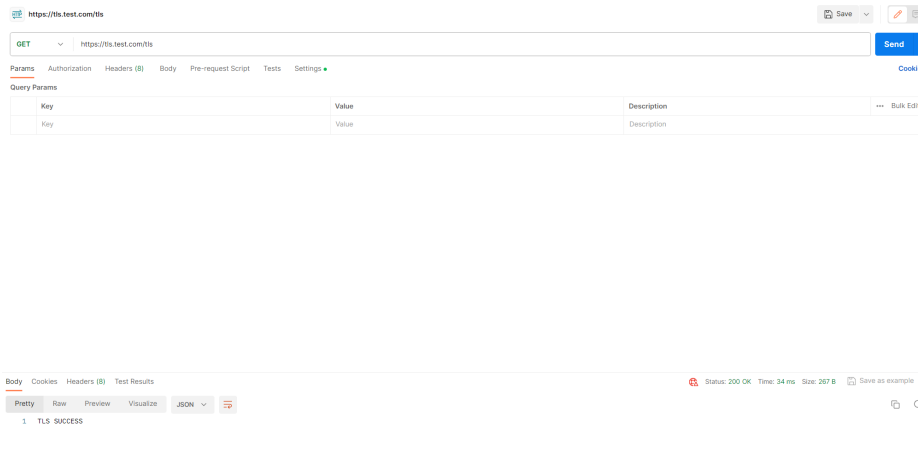 https://tls.test.com/tls
Save
GET https://tls.test.com/tls Send
Params Authorization Headers (8) Body Pre-request Script Tests Settings
Query Params
Key Value Description ••• Bulk
Key Value Description
Body Cookies Headers (8) Test Results Status: 200 OK Time: 34 ms Size: 267 B Save as example
Pretty Raw Preview Visualize JSON
1 TLS SUCCESS